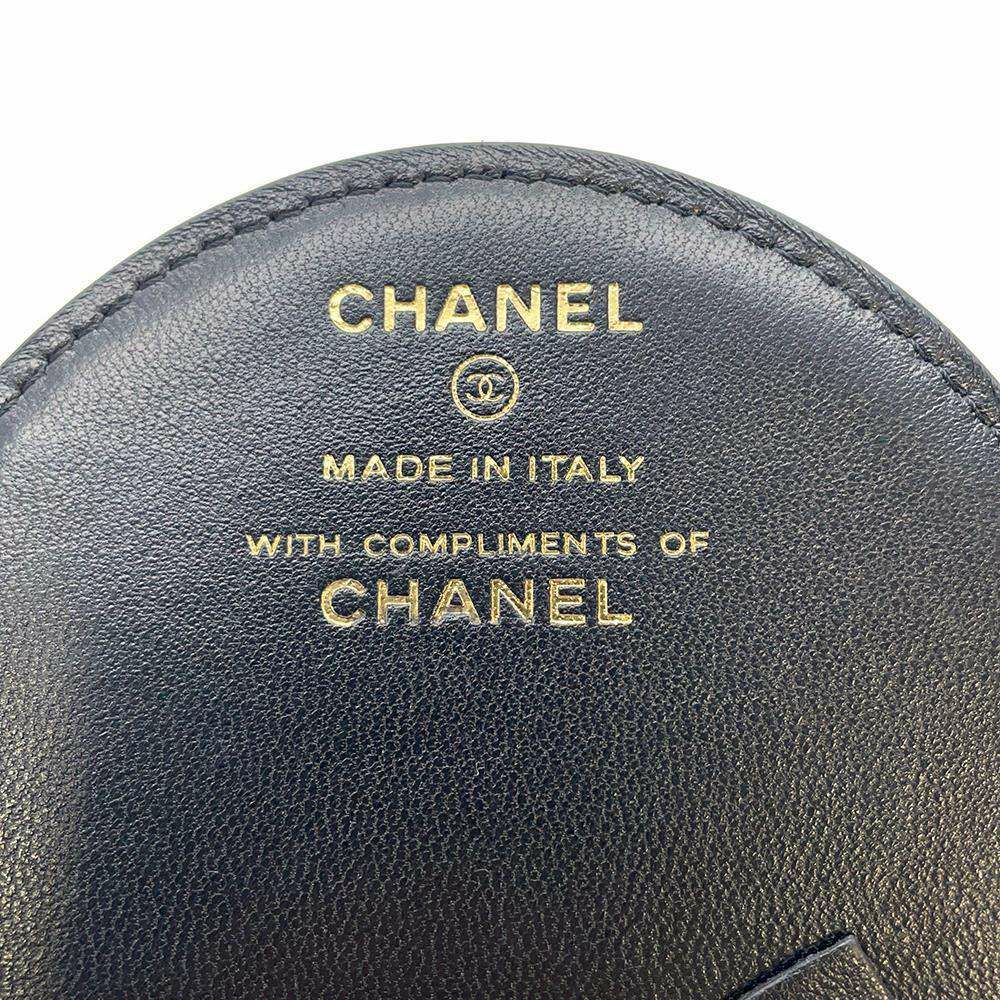 CHANEL
MADE IN ITALY
WITH COMPLIMENTS OF
CHANEL